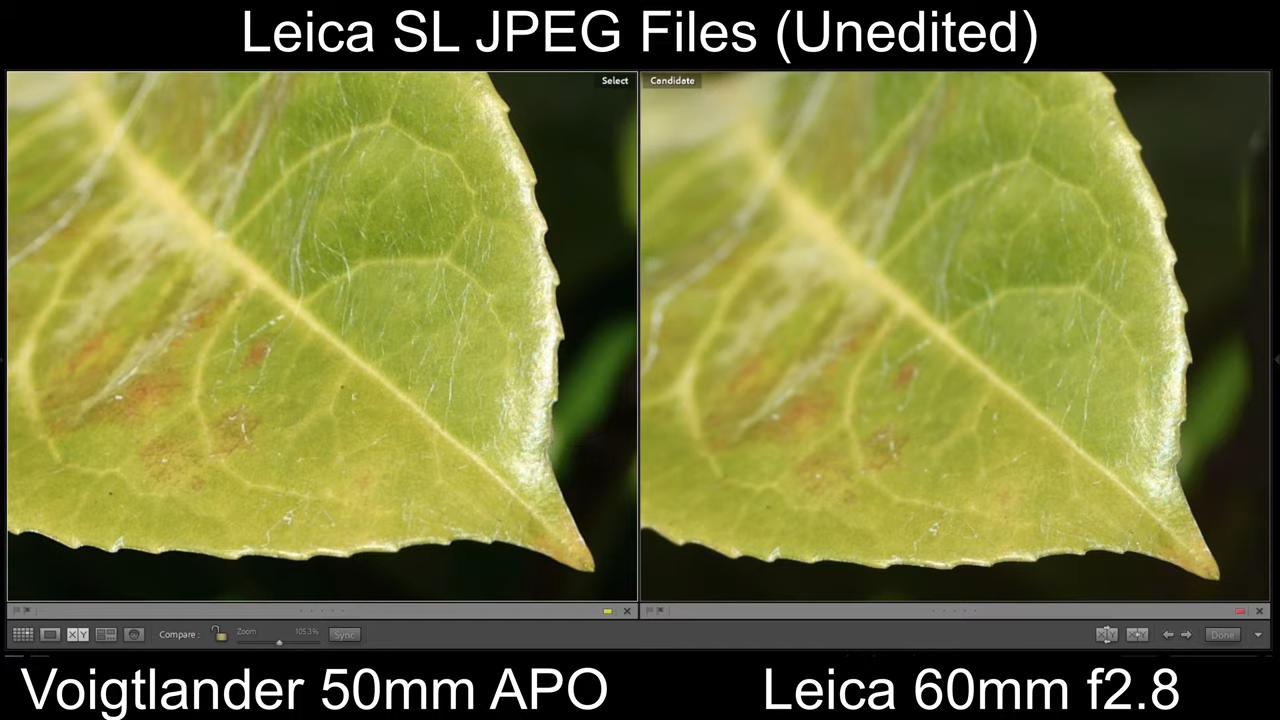 Leica SL JPEG Files (Unedited)
Select
Candidate
Compare :
Zoom
105.3%
Sync
XY
Done
Voigtlander 50mm APO
Leica 60mm f2.8